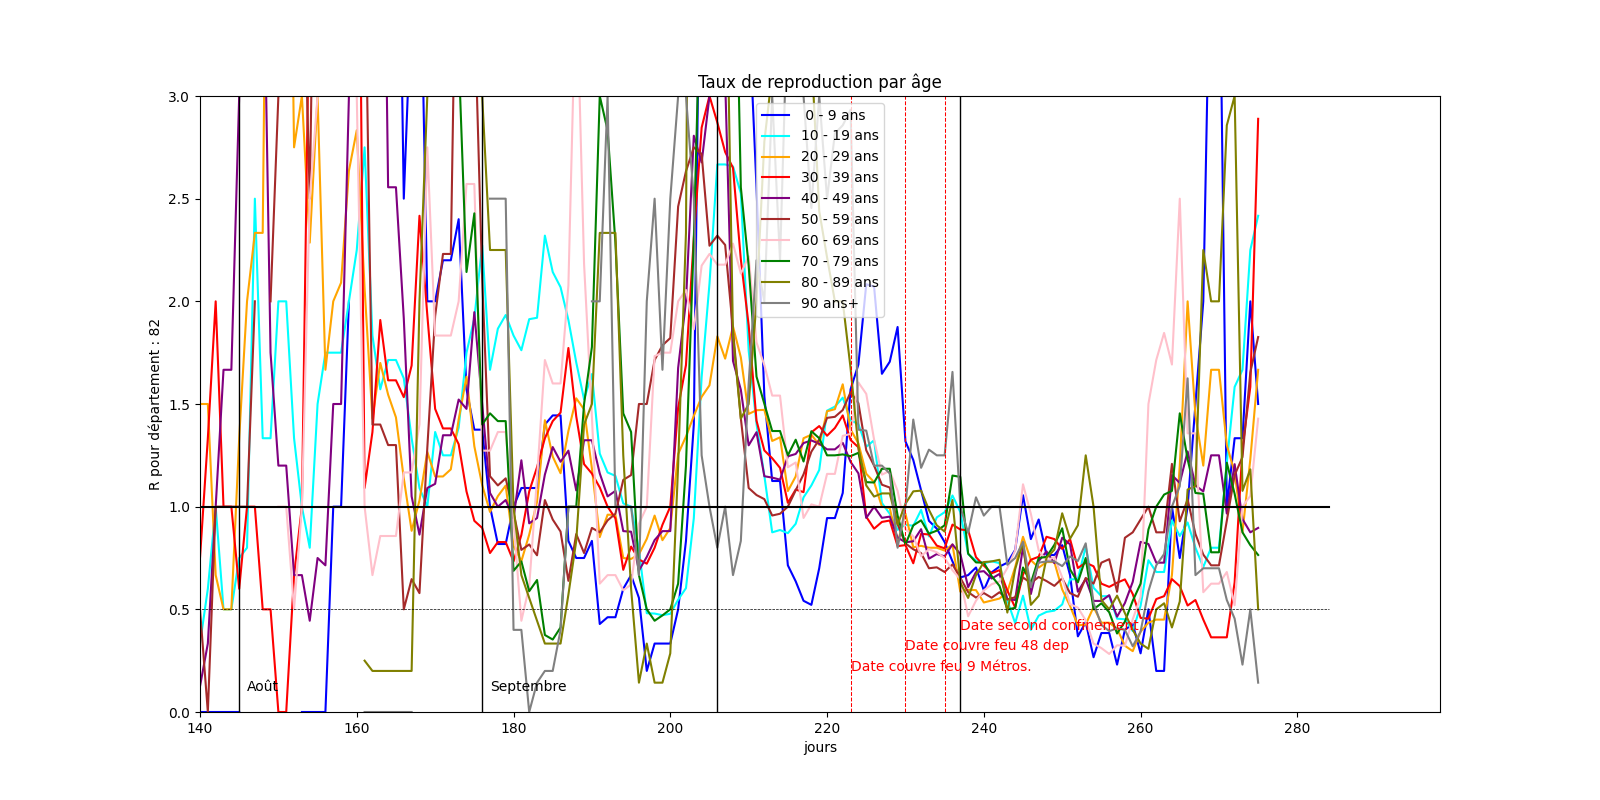 Taux de reproduction par âge
3.0
2.5
2.0
1.5
1.0
0.5
0.0
R pour département : 82
0 - 9 ans
10 - 19 ans
20 - 29 ans
30 - 39 ans
40 - 49 ans
50 - 59 ans
60 - 69 ans
70 - 79 ans
80 - 89 ans
90 ans+
Date second confinement
Date couvre feu 48 dep
Date couvre feu 9 Métros.
Août
Septembre
140
160
180
200
220
240
260
280
jours